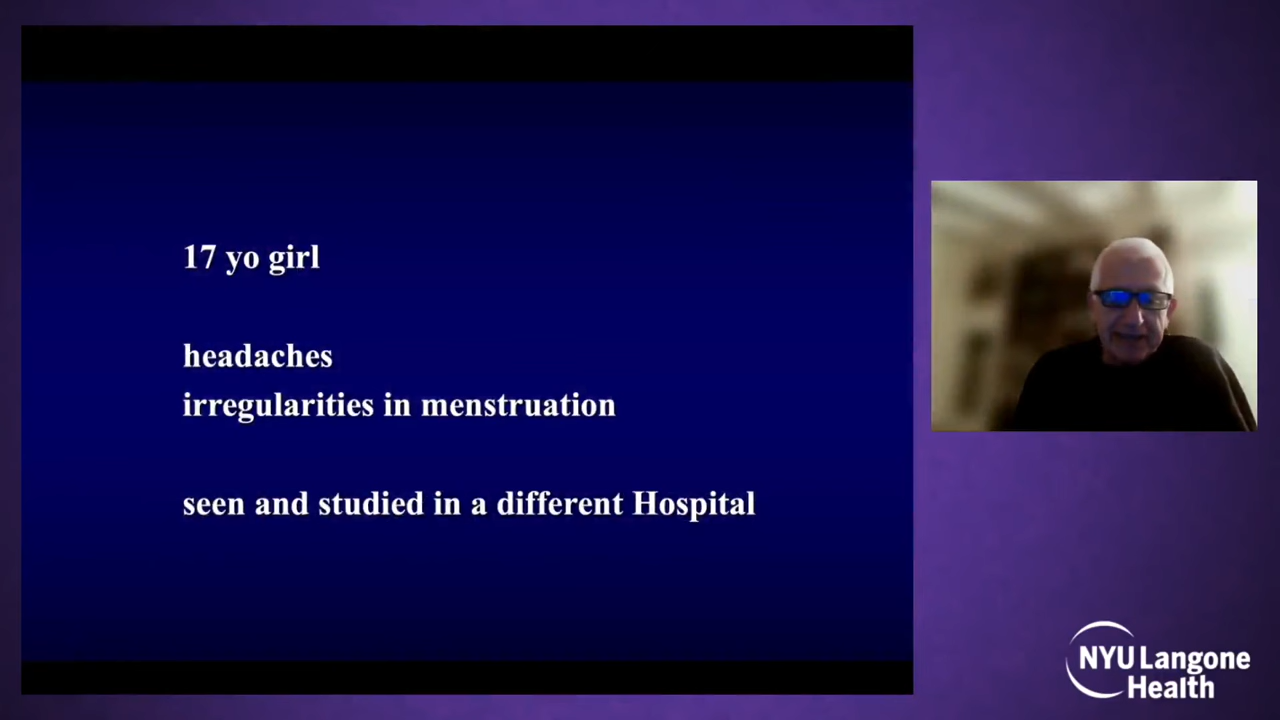 17 yo girl
headaches
irregularities in menstruation
seen and studied in a different Hospital
NYU Langone
Health